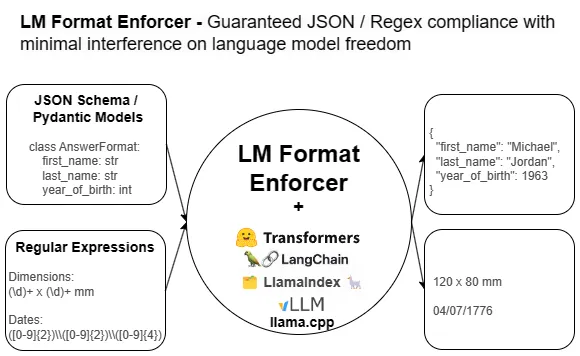 LM Format Enforcer - Guaranteed JSON / Regex compliance with
minimal interference on language model freedom
JSON Schema /
Pydantic Models
class AnswerFormat:
first_name: str
last_name: str
year_of_birth: int
Regular Expressions
Dimensions:
(\d)+ x (\d)+ mm
Dates:
([0-9]{2})\\([0-9]{2})\\([0-9]{4})
LM Format
Enforcer
+
Transformers
LangChain
LlamaIndex
vLLM
llama.cpp
{
"first_name": "Michael",
"last_name": "Jordan",
"year_of_birth": 1963
}
120 x 80 mm
04/07/1776